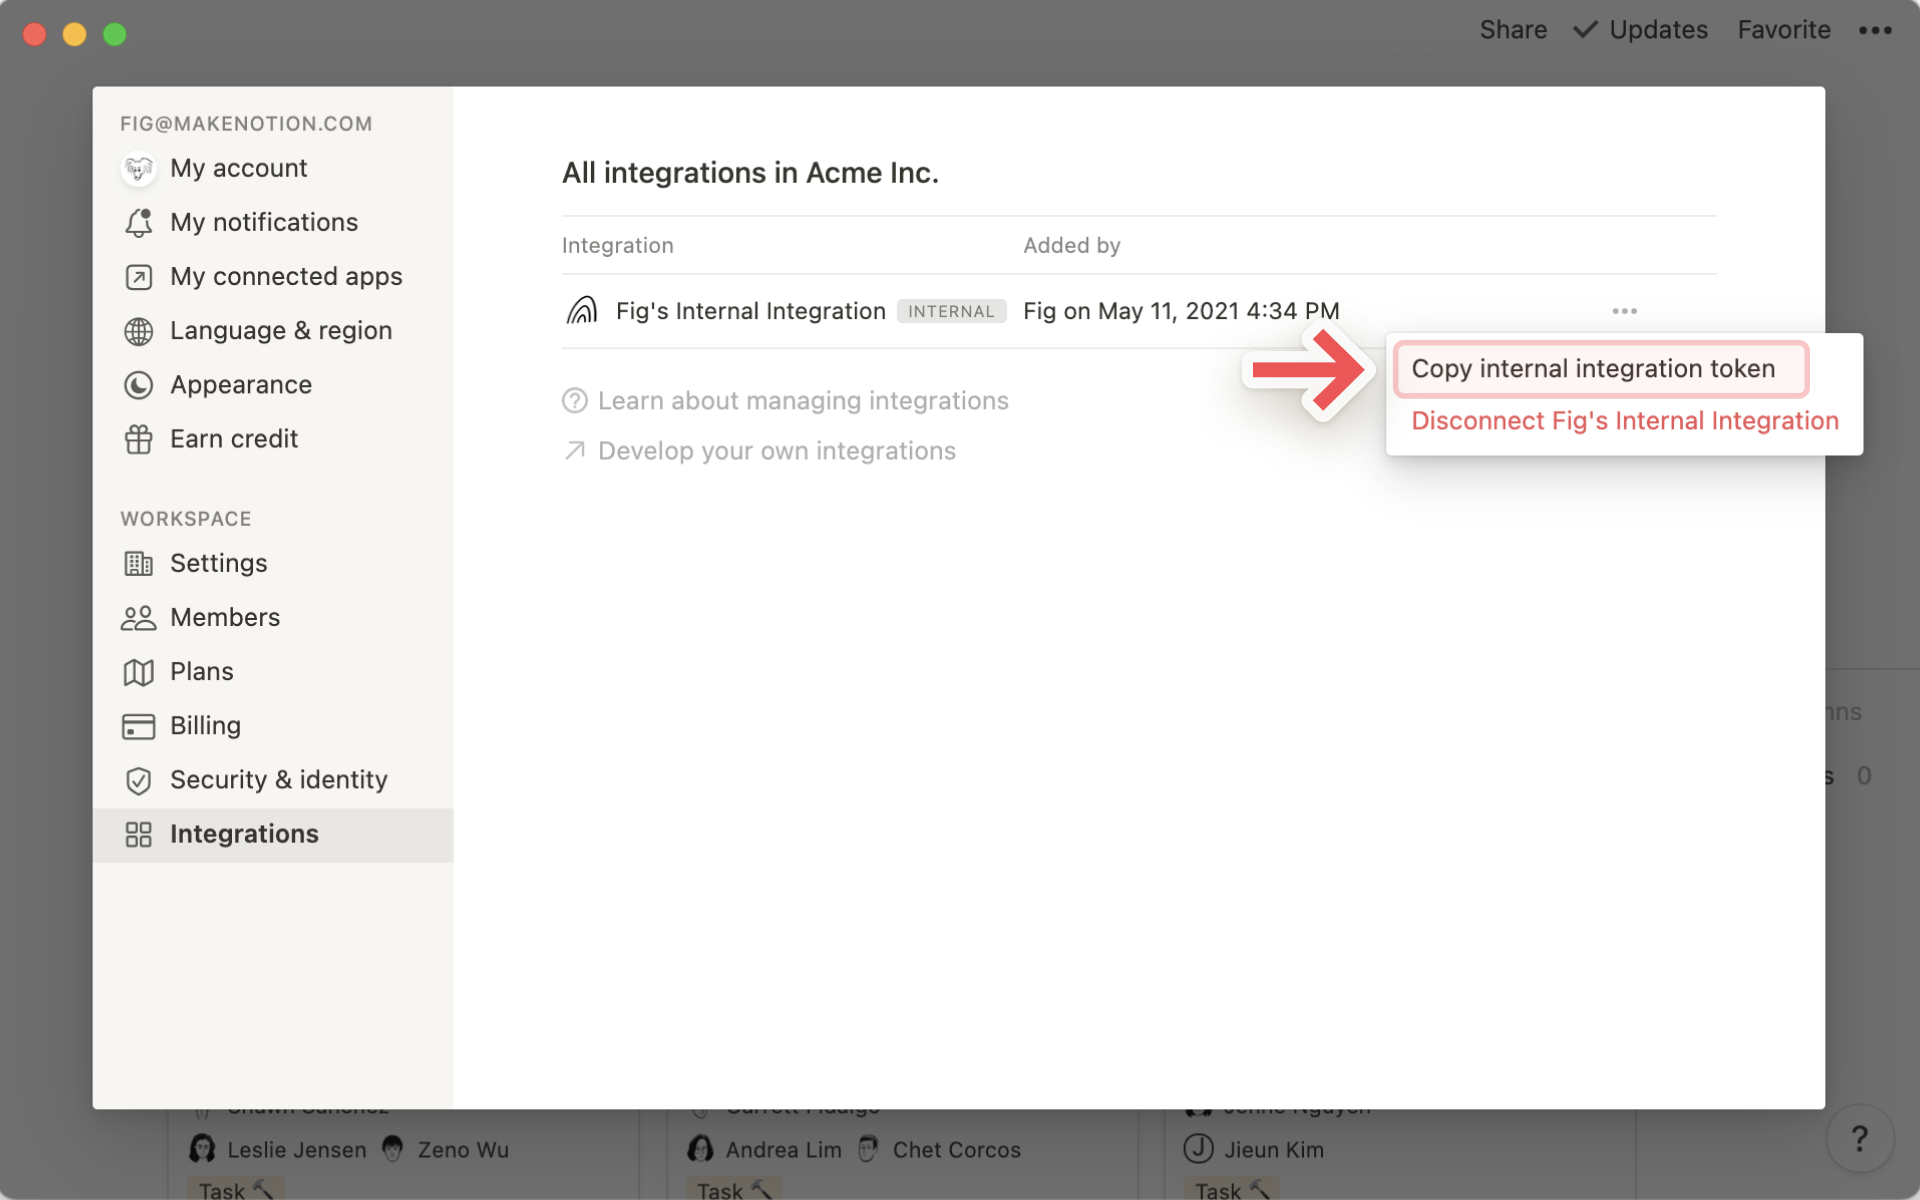 Share Updates Favorite
FIG@MAKENOTION.COM
My account
My notifications
My connected apps
Language & region
Appearance
Earn credit
WORKSPACE
Settings
Members
Plans
Billing
Security & identity
Integrations
All integrations in Acme Inc.
Integration Added by
Fig's Internal Integration INTERNAL Fig on May 11, 2021 4:34 PM
Copy internal integration token
Disconnect Fig's Internal Integration
Learn about managing integrations
Develop your own integrations
0
Leslie Jensen Zeno Wu Andrea Lim Chet Corcos J Jieun Kim
Task Task Task
?